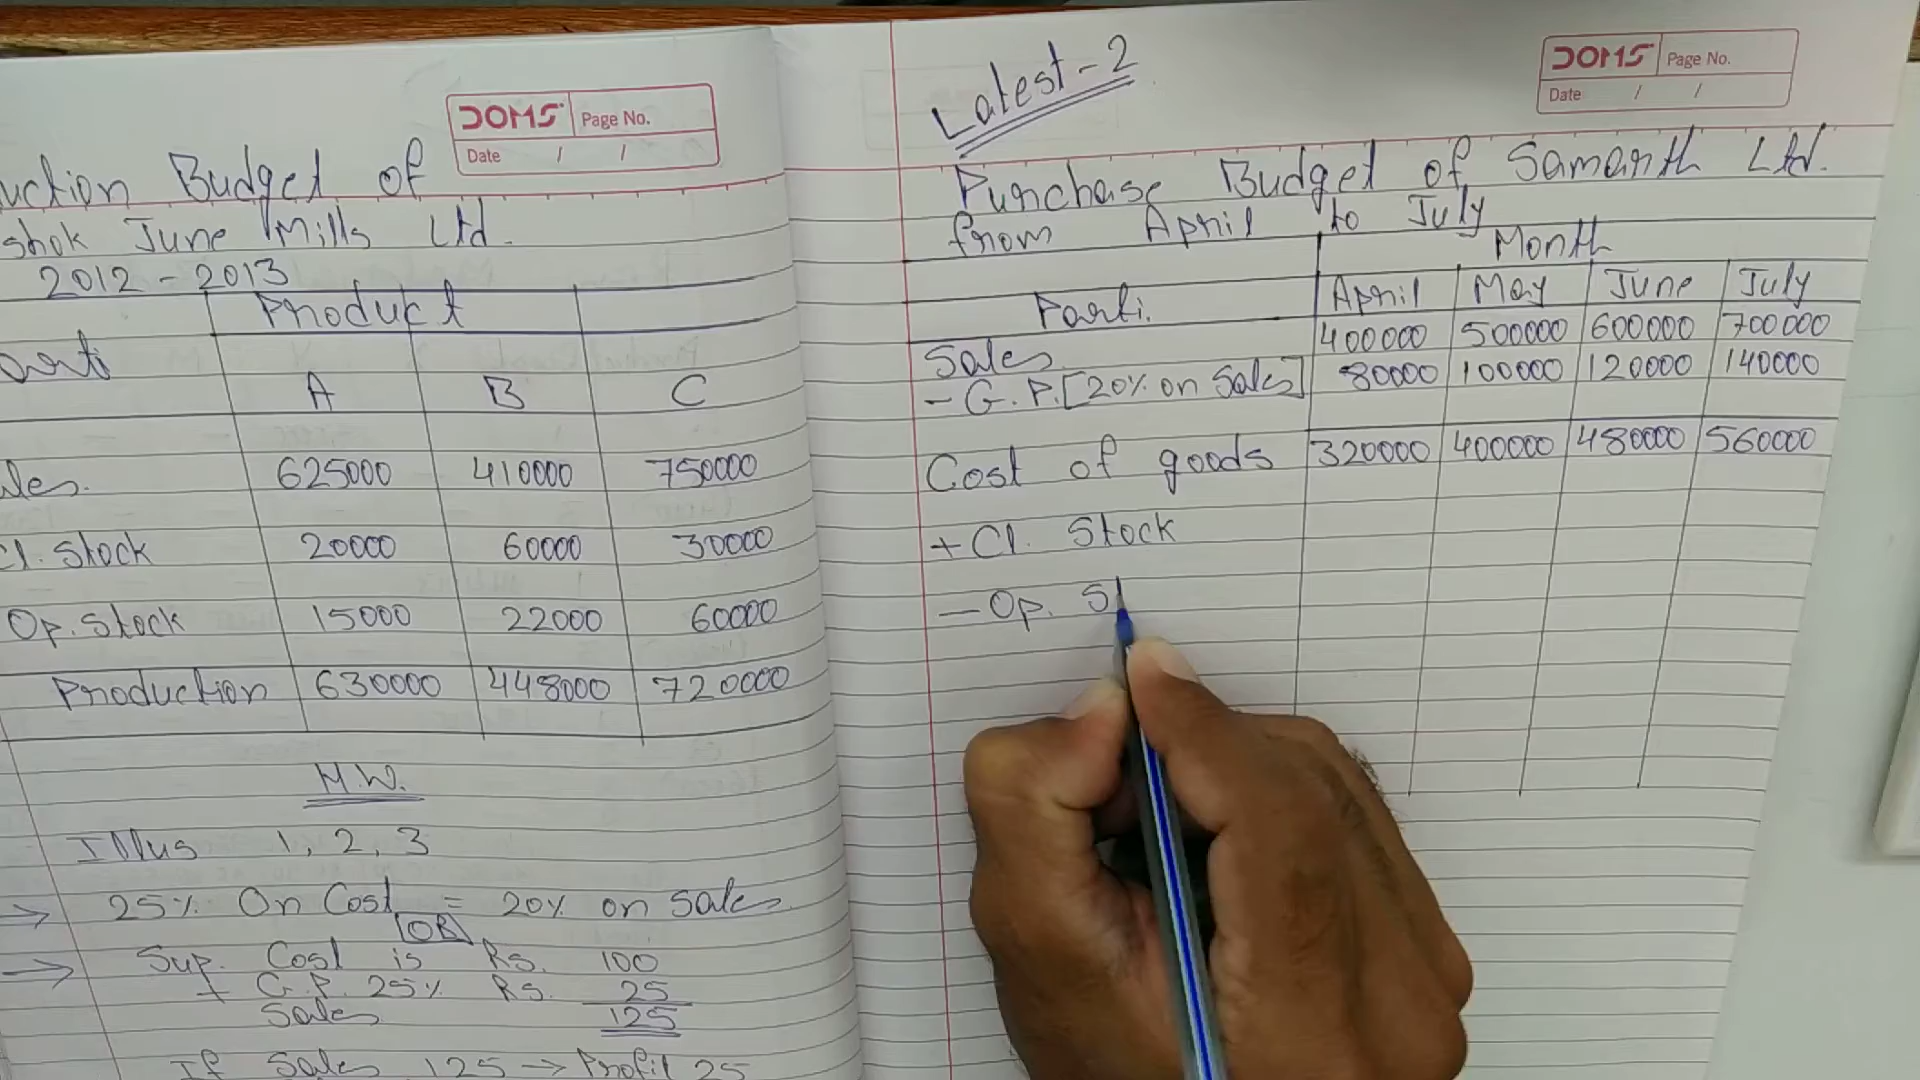 DOMS Page No.
Date / /
uction Budget of
shok June Mills Ltd.
2012 - 2013
Product
arti
A B C
les. 625000 410000 750000
Cl. Stock 20000 60000 30000
Op. Stock 15000 22000 60000
Production 630000 448000 720000
H.W.
Illus 1, 2, 3
→ 25% On Cost = 20% on sales
OR
→ Sup. Cost is Rs. 100
+ G.P. 25% Rs. 25
Sales 125
If Sales 125 → Profit 25
Latest - 2
DOMS Page No.
Date / /
Purchase Budget of Samarth Ltd.
from April to July
Month
Parti. April May June July
Sales 400000 500000 600000 700000
- G.P. [20% on Sales] 80000 100000 120000 140000
Cost of goods 320000 400000 480000 560000
+ Cl. Stock
- Op. St